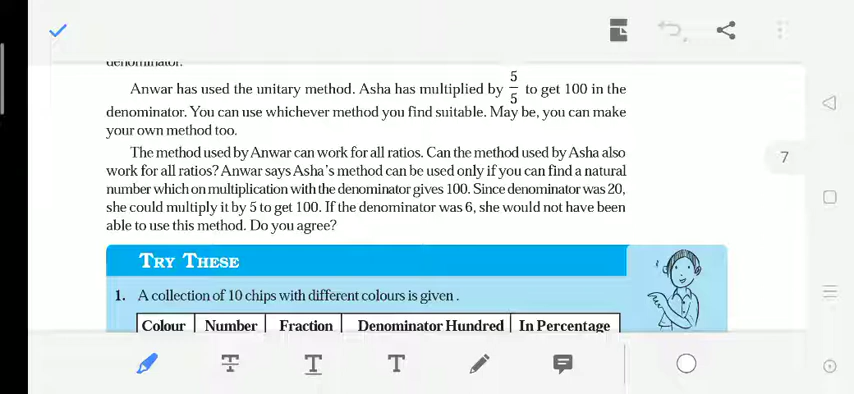 denominator.
Anwar has used the unitary method. Asha has multiplied by 5/5 to get 100 in the
denominator. You can use whichever method you find suitable. May be, you can make
your own method too.
The method used by Anwar can work for all ratios. Can the method used by Asha also
work for all ratios? Anwar says Asha's method can be used only if you can find a natural
number which on multiplication with the denominator gives 100. Since denominator was 20,
she could multiply it by 5 to get 100. If the denominator was 6, she would not have been
able to use this method. Do you agree?
7
TRY THESE
1. A collection of 10 chips with different colours is given .
Colour Number Fraction Denominator Hundred In Percentage
T T T